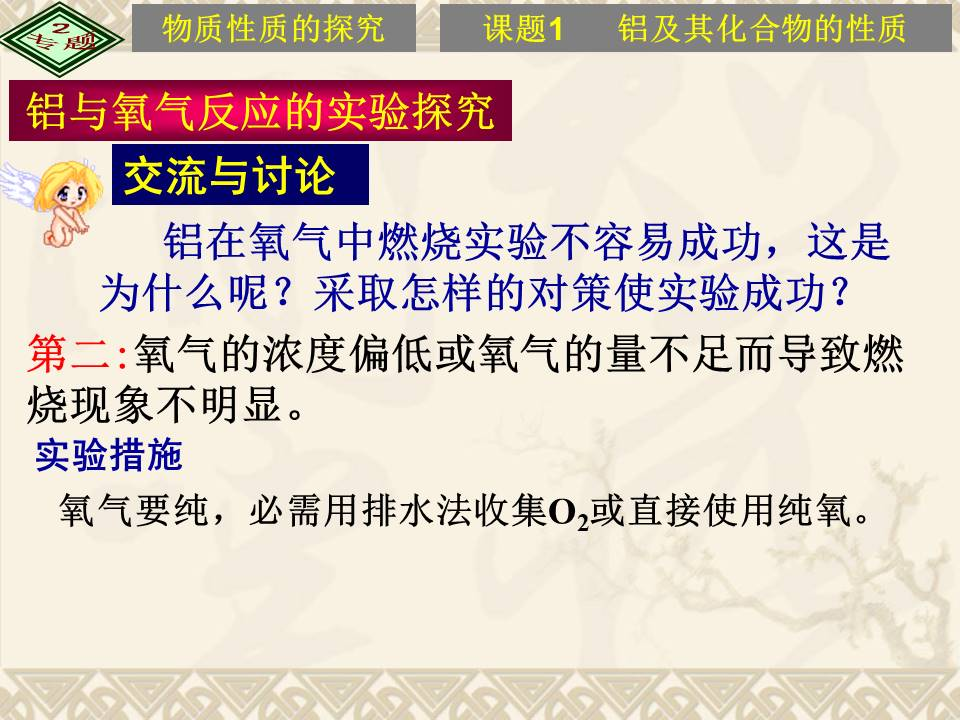 2
专题
物质性质的探究
课题1 铝及其化合物的性质
铝与氧气反应的实验探究
交流与讨论
铝在氧气中燃烧实验不容易成功，这是
为什么呢？采取怎样的对策使实验成功？
第二:氧气的浓度偏低或氧气的量不足而导致燃
烧现象不明显。
实验措施
氧气要纯，必需用排水法收集O₂或直接使用纯氧。